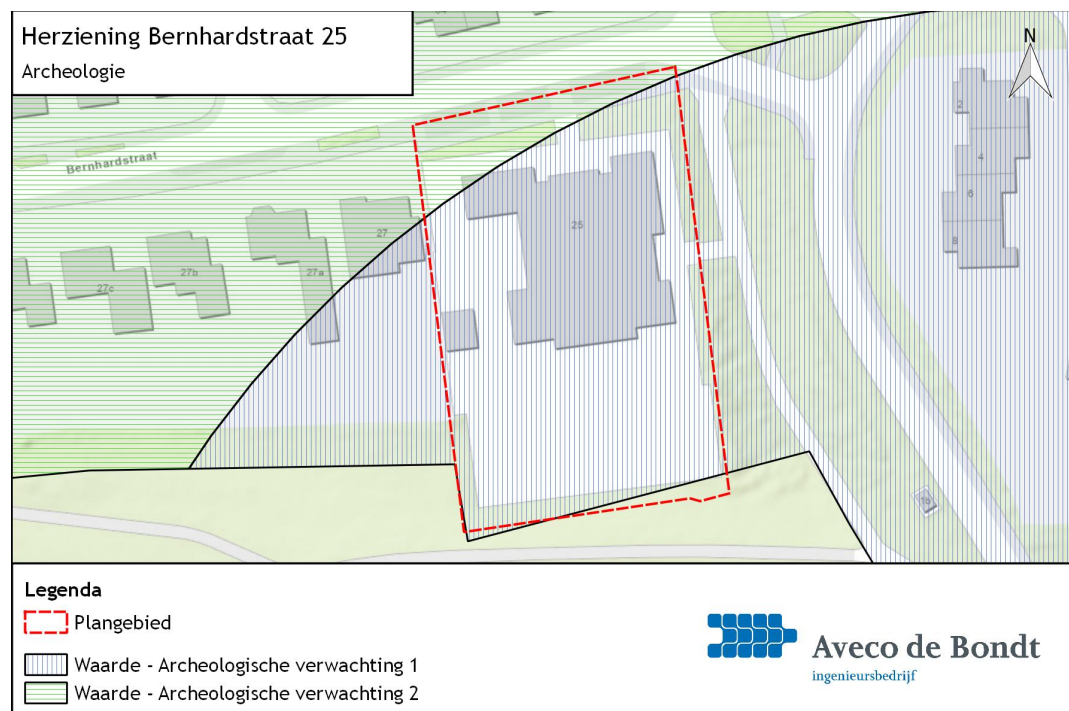 Herziening Bernhardstraat 25
Archeologie
N
Bernhardstraat
2
4
6
8
25
27
27a
27b
27c
Legenda
Plangebied
Waarde - Archeologische verwachting 1
Waarde - Archeologische verwachting 2
Aveco de Bondt
ingenieursbedrijf